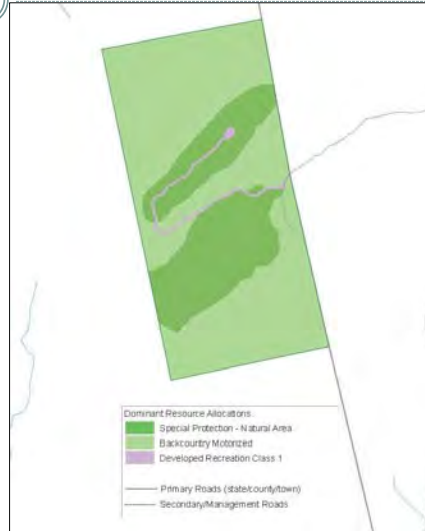 Dominant Resource Allocations
Special Protection - Natural Area
Backcountry Motorized
Developed Recreation Class 1
Primary Roads (state/county/town)
Secondary/Management Roads